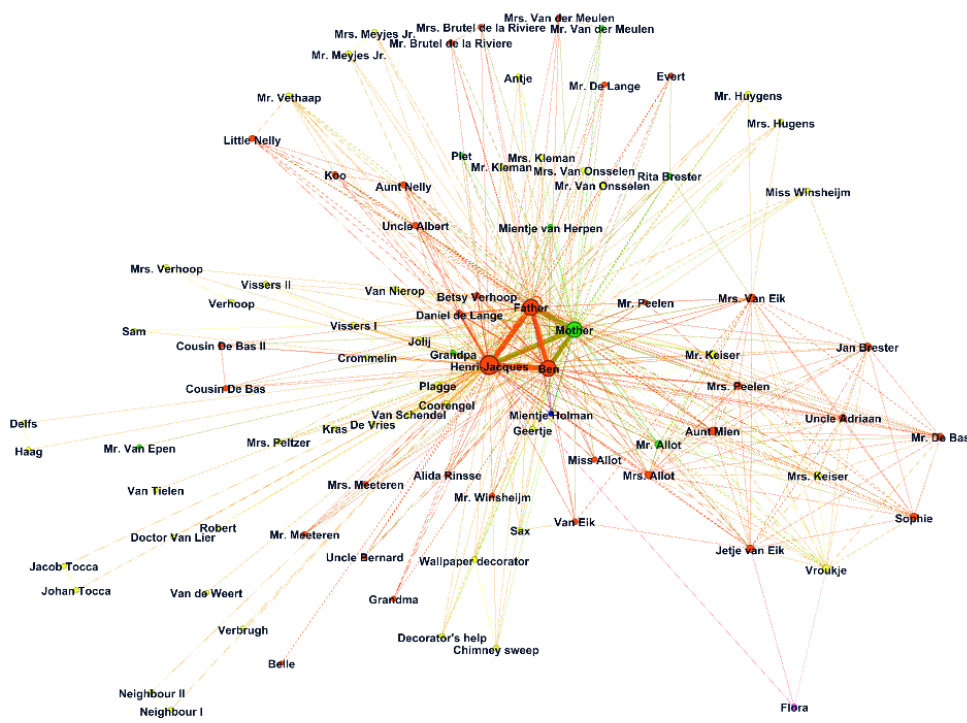 Mrs. Van der Meulen
Mrs. Brutel de la Riviere
Mr. Van der Meulen
Mrs. Meyjes Jr.
Mr. Brutel de la Riviere
Mr. Meyjes Jr.
Antje
Evert
Mr. De Lange
Mr. Vethaap
Mr. Huygens
Mrs. Hugens
Little Nelly
Piet
Mrs. Kleman
Mr. Kleman
Mrs. Van Onsselen
Koo
Rita Brester
Aunt Nelly
Mr. Van Onsselen
Miss Winsheijm
Uncle Albert
Mientje van Herpen
Mrs. Verhoop
Vissers II
Van Nierop
Betsy Verhoop
Mr. Peelen
Mrs. Van Eik
Verhoop
Father
Daniel de Lange
Sam
Vissers I
Mother
Cousin De Bas II
Jolij
Jan Brester
Crommelin
Grandpa
Mr. Keiser
Henri-Jacques
Ben
Cousin De Bas
Plagge
Mrs. Peelen
Coorengel
Delfs
Van Schendel
Mientje Holman
Uncle Adriaan
Kras
De Vries
Geertje
Aunt Mien
Mr. De Bas
Haag
Mr. Van Epen
Mrs. Peltzer
Mr. Allot
Miss Allot
Mrs. Meeteren
Alida Rinsse
Mrs. Allot
Mrs. Keiser
Van Tielen
Mr. Winsheijm
Robert
Van Eik
Sophie
Doctor Van Lier
Mr. Meeteren
Sax
Jetje van Eik
Jacob Tocca
Uncle Bernard
Wallpaper decorator
Vroukje
Johan Tocca
Van de Weert
Grandma
Verbrugh
Decorator's help
Chimney sweep
Belle
Neighbour II
Neighbour I
Flora